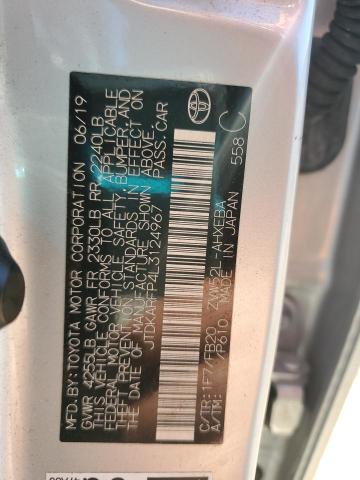 MFD.BY:TOYOTA MOTOR CORPORATION 06/19
GVWR 4255LB GAWR FR 2330LB RR 2240LB
THIS VEHICLE CONFORMS TO ALL APPLICABLE
FEDERAL MOTOR VEHICLE SAFETY, BUMPER, AND
THEFT PREVENTION STANDARDS IN EFFECT ON
THE DATE OF MANUFACTURE SHOWN ABOVE.
JTDKARFP4L3124967 PASS.CAR
C/TR:1F7/FB20 ZVW52L-AHXEBA
A/TM: /P610 MADE IN JAPAN 558 C